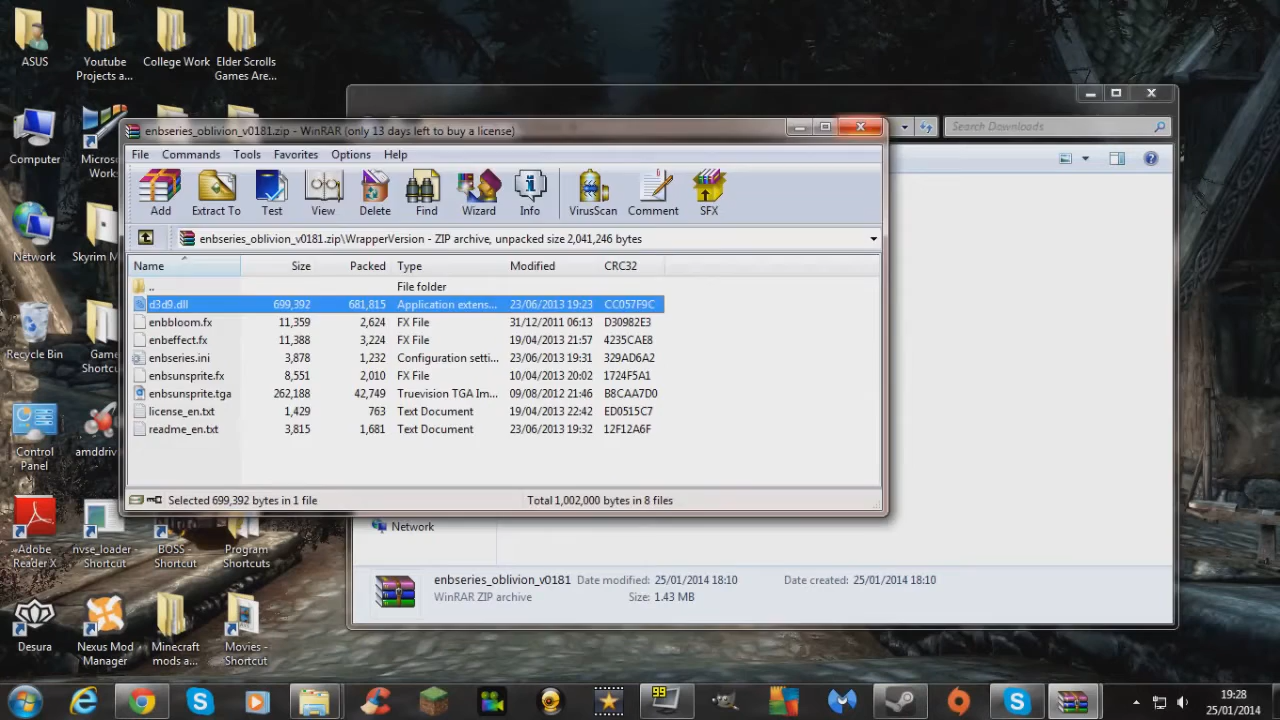 ASUS
Youtube
Projects a...
College Work
Elder Scrolls
Games Are...
Computer
Micros
Work
Network
Skyrim M
Recycle Bin
Game
Shortcu
Control
Panel
amddriv
Adobe
Reader X
nvse_loader -
Shortcut
BOSS -
Shortcut
Program
Shortcuts
Desura
Nexus Mod
Manager
Minecraft
mods a...
Movies -
Shortcut
Search Downloads
enbseries_oblivion_v0181.zip - WinRAR (only 13 days left to buy a license)
File Commands Tools Favorites Options Help
Add Extract To Test View Delete Find Wizard Info VirusScan Comment SFX
enbseries_oblivion_v0181.zip\WrapperVersion - ZIP archive, unpacked size 2,041,246 bytes
Name Size Packed Type Modified CRC32
.. File folder
d3d9.dll 699,392 681,815 Application extens... 23/06/2013 19:23 CC057F9C
enbbloom.fx 11,359 2,624 FX File 31/12/2011 06:13 D30982E3
enbeffect.fx 11,388 3,224 FX File 19/04/2013 21:57 4235CAE8
enbseries.ini 3,878 1,232 Configuration setti... 23/06/2013 19:31 329AD6A2
enbsunsprite.fx 8,551 2,010 FX File 10/04/2013 20:02 1724F5A1
enbsunsprite.tga 262,188 42,749 Truevision TGA Im... 09/08/2012 21:46 B8CAA7D0
license_en.txt 1,429 763 Text Document 19/04/2013 22:42 ED0515C7
readme_en.txt 3,815 1,681 Text Document 23/06/2013 19:32 12F12A6F
Selected 699,392 bytes in 1 file Total 1,002,000 bytes in 8 files
Network
enbseries_oblivion_v0181 Date modified: 25/01/2014 18:10 Date created: 25/01/2014 18:10
WinRAR ZIP archive Size: 1.43 MB
99
19:28
25/01/2014